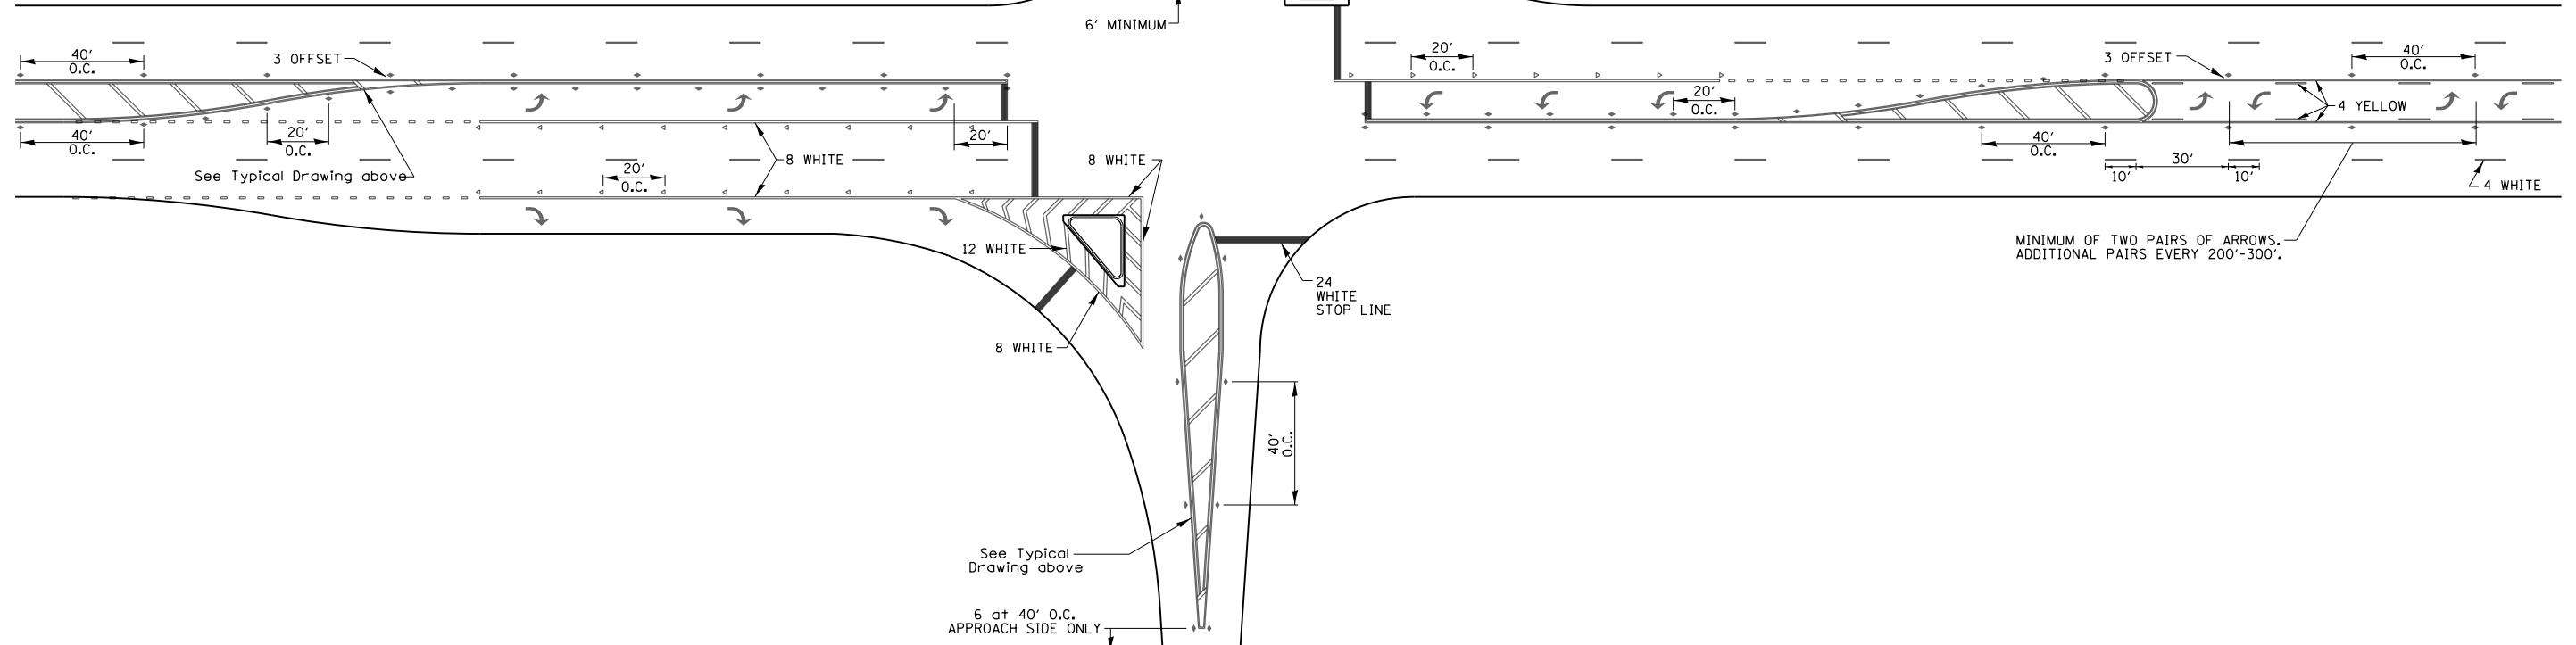 6' MINIMUM
40'
O.C.
3 OFFSET
40'
O.C.
20'
O.C.
See Typical Drawing above
20'
O.C.
8 WHITE
20'
8 WHITE
12 WHITE
8 WHITE
24
WHITE
STOP LINE
20'
O.C.
20'
O.C.
3 OFFSET
40'
O.C.
4 YELLOW
40'
O.C.
10'
30'
10'
4 WHITE
MINIMUM OF TWO PAIRS OF ARROWS.
ADDITIONAL PAIRS EVERY 200'-300'.
40'
O.C.
See Typical
Drawing above
6 at 40' O.C.
APPROACH SIDE ONLY